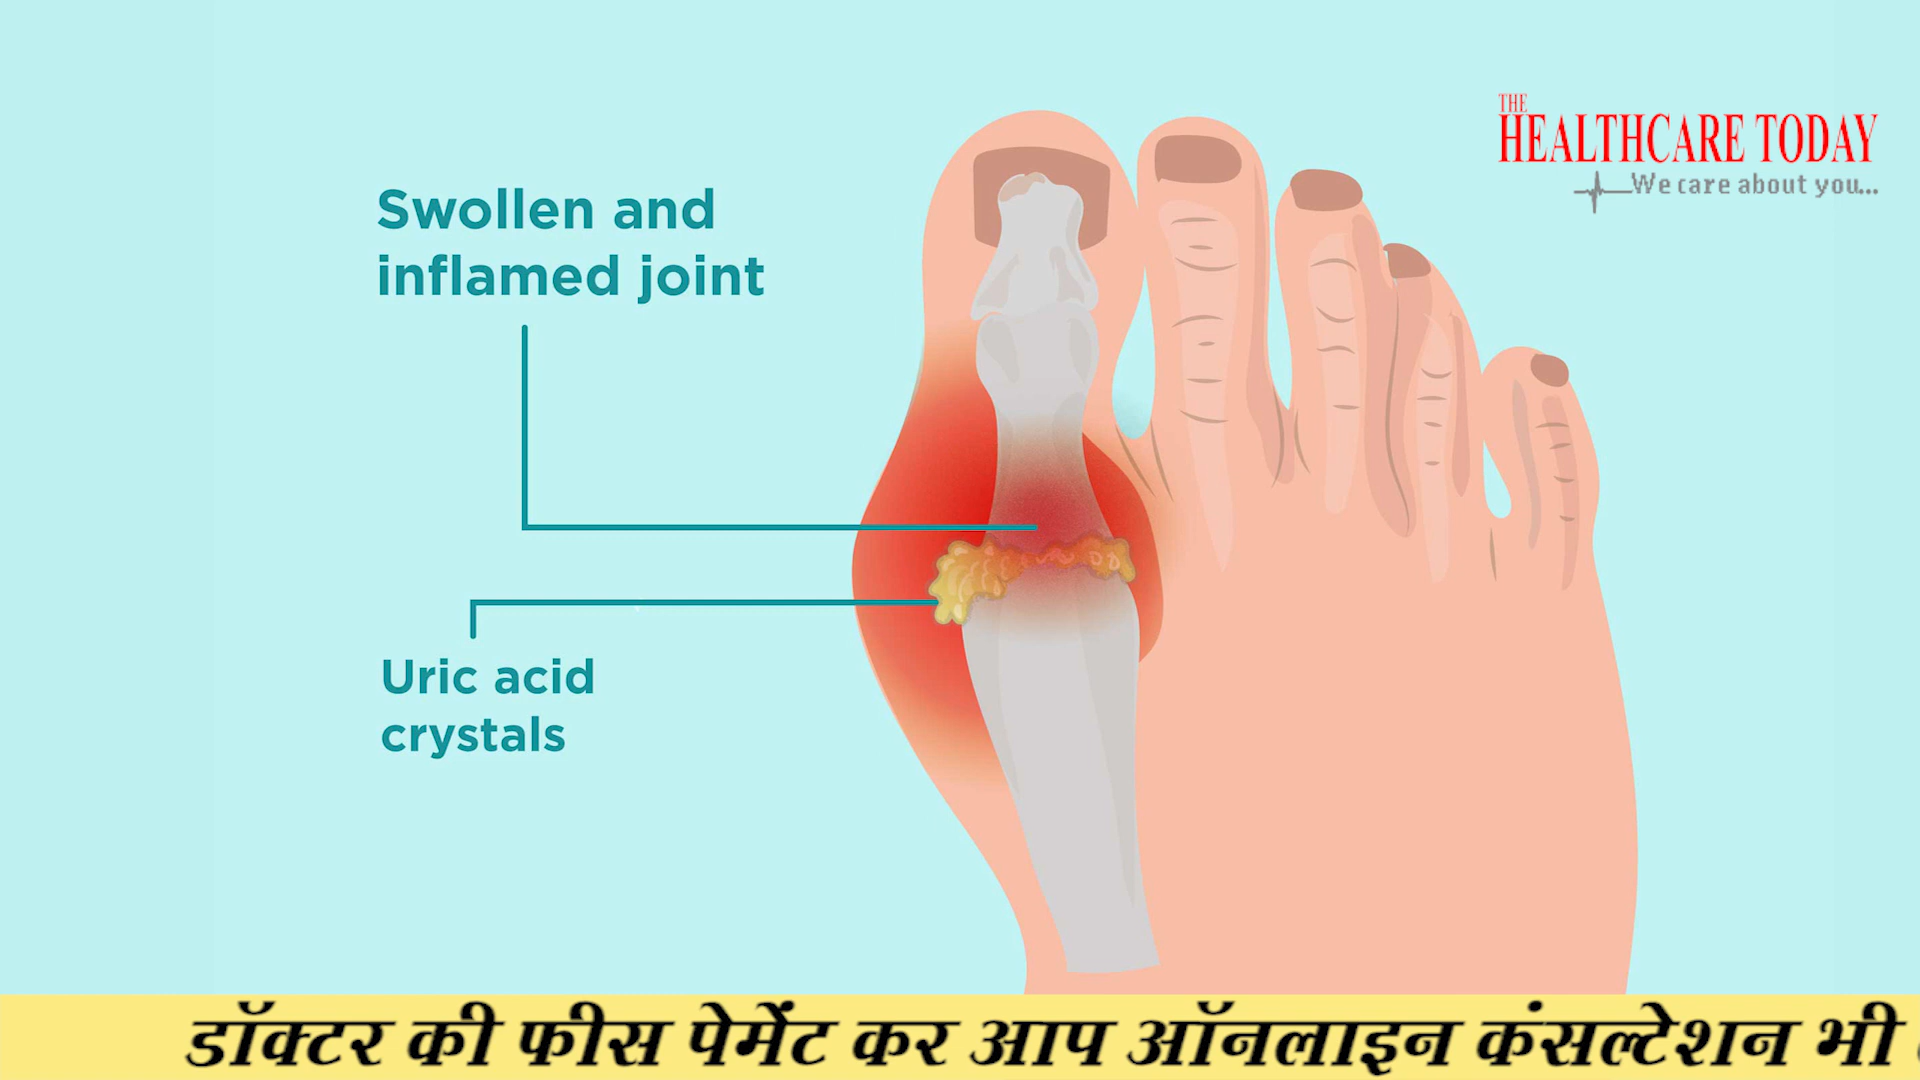 THE
HEALTHCARE TODAY
We care about you...
Swollen and
inflamed joint
Uric acid
crystals
डॉक्टर की फीस पेमेंट कर आप ऑनलाइन कंसल्टेशन भी